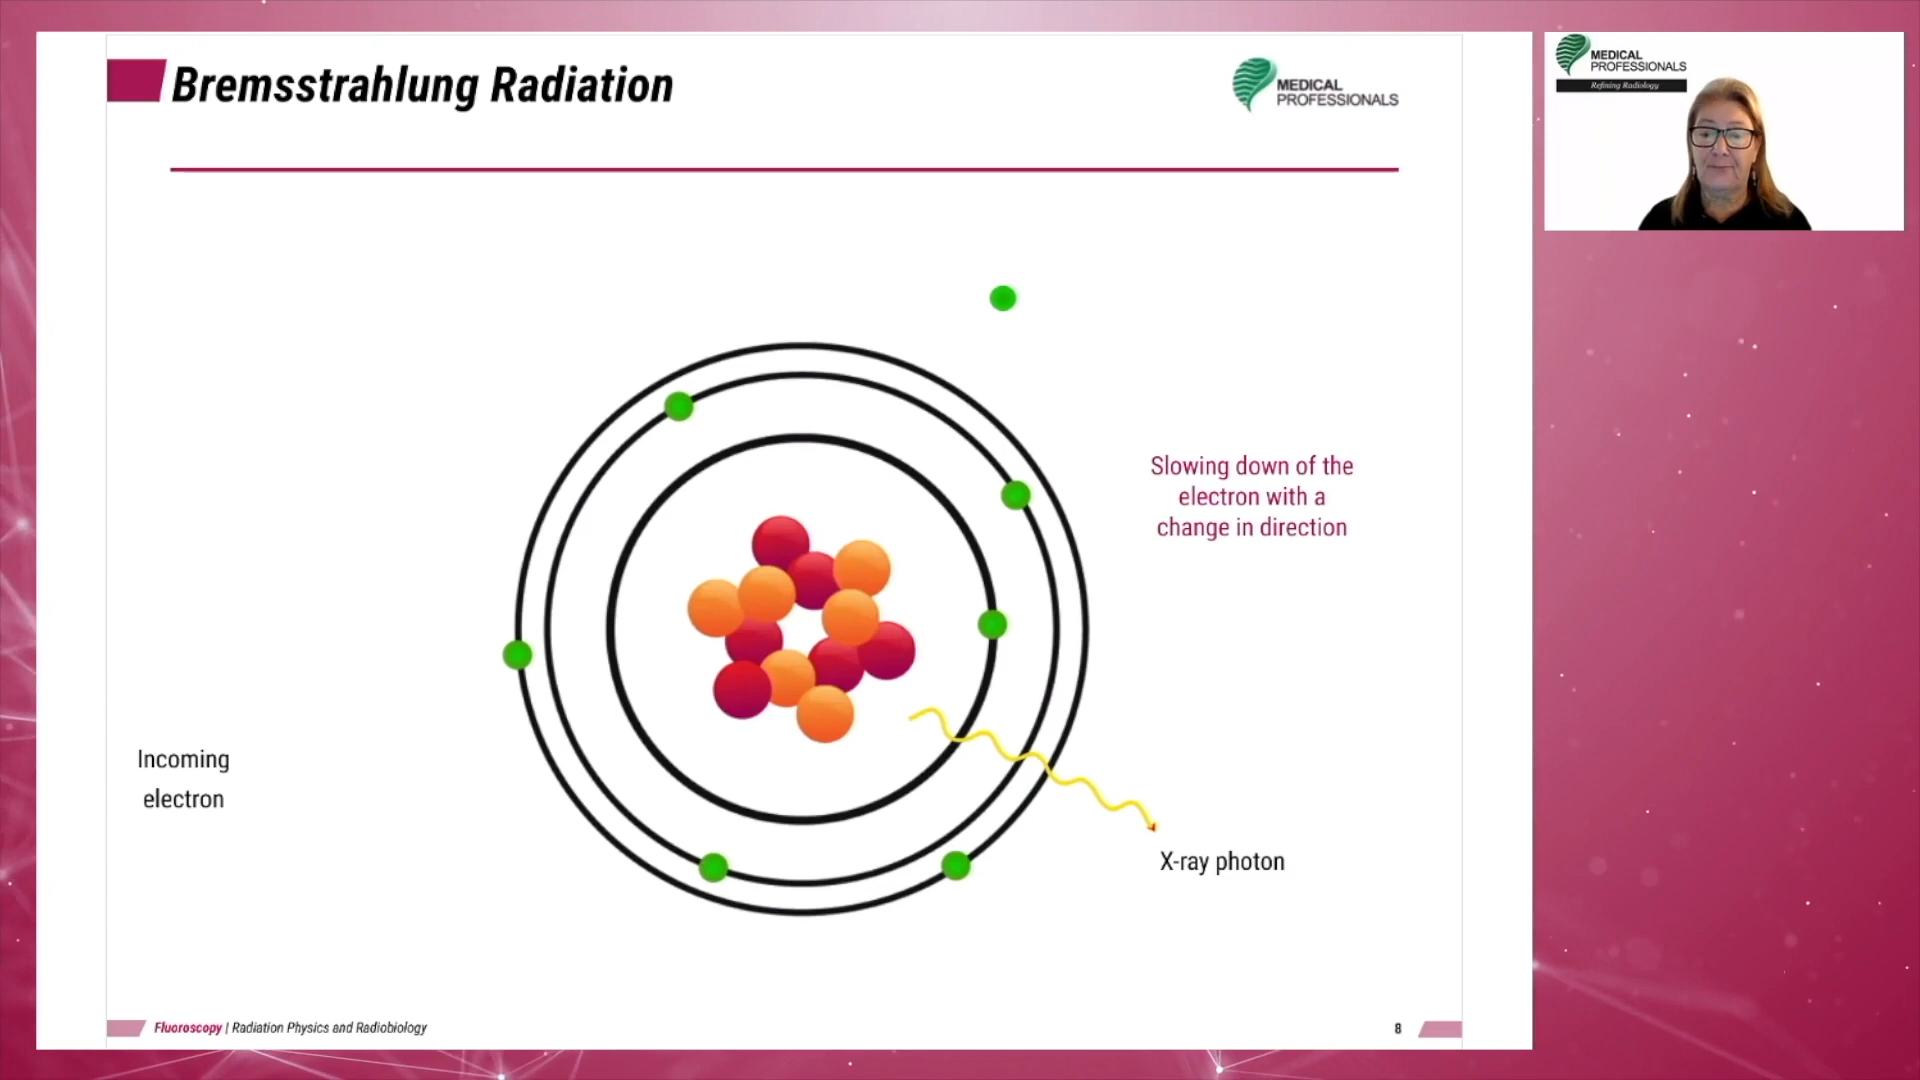 Bremsstrahlung Radiation
MEDICAL
PROFESSIONALS
MEDICAL
PROFESSIONALS
Refining Radiology
Slowing down of the
electron with a
change in direction
Incoming
electron
X-ray photon
Fluoroscopy | Radiation Physics and Radiobiology
8